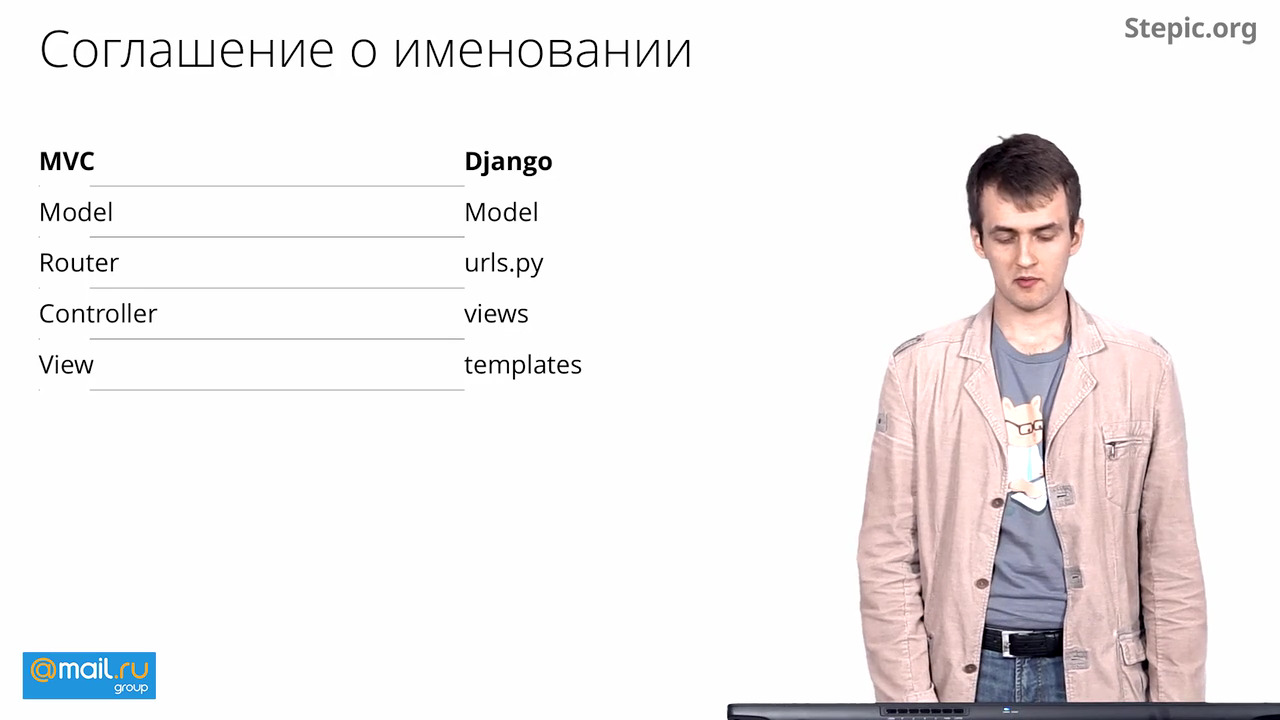 Соглашение о именовании
Stepic.org
MVC Django
Model Model
Router urls.py
Controller views
View templates
@mail.ru
group